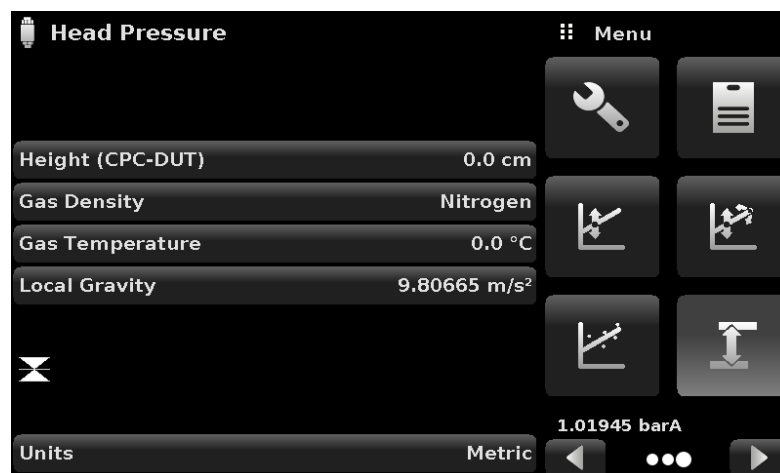 Head Pressure
Menu
Height (CPC-DUT) 0.0 cm
Gas Density Nitrogen
Gas Temperature 0.0 °C
Local Gravity 9.80665 m/s²
1.01945 barA
Units Metric